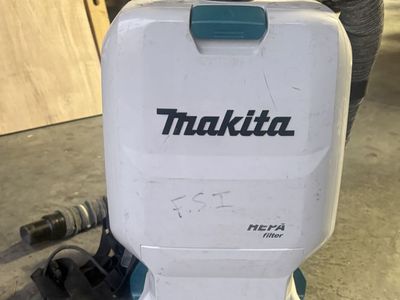 makita
F.S.I
HEPA
filter